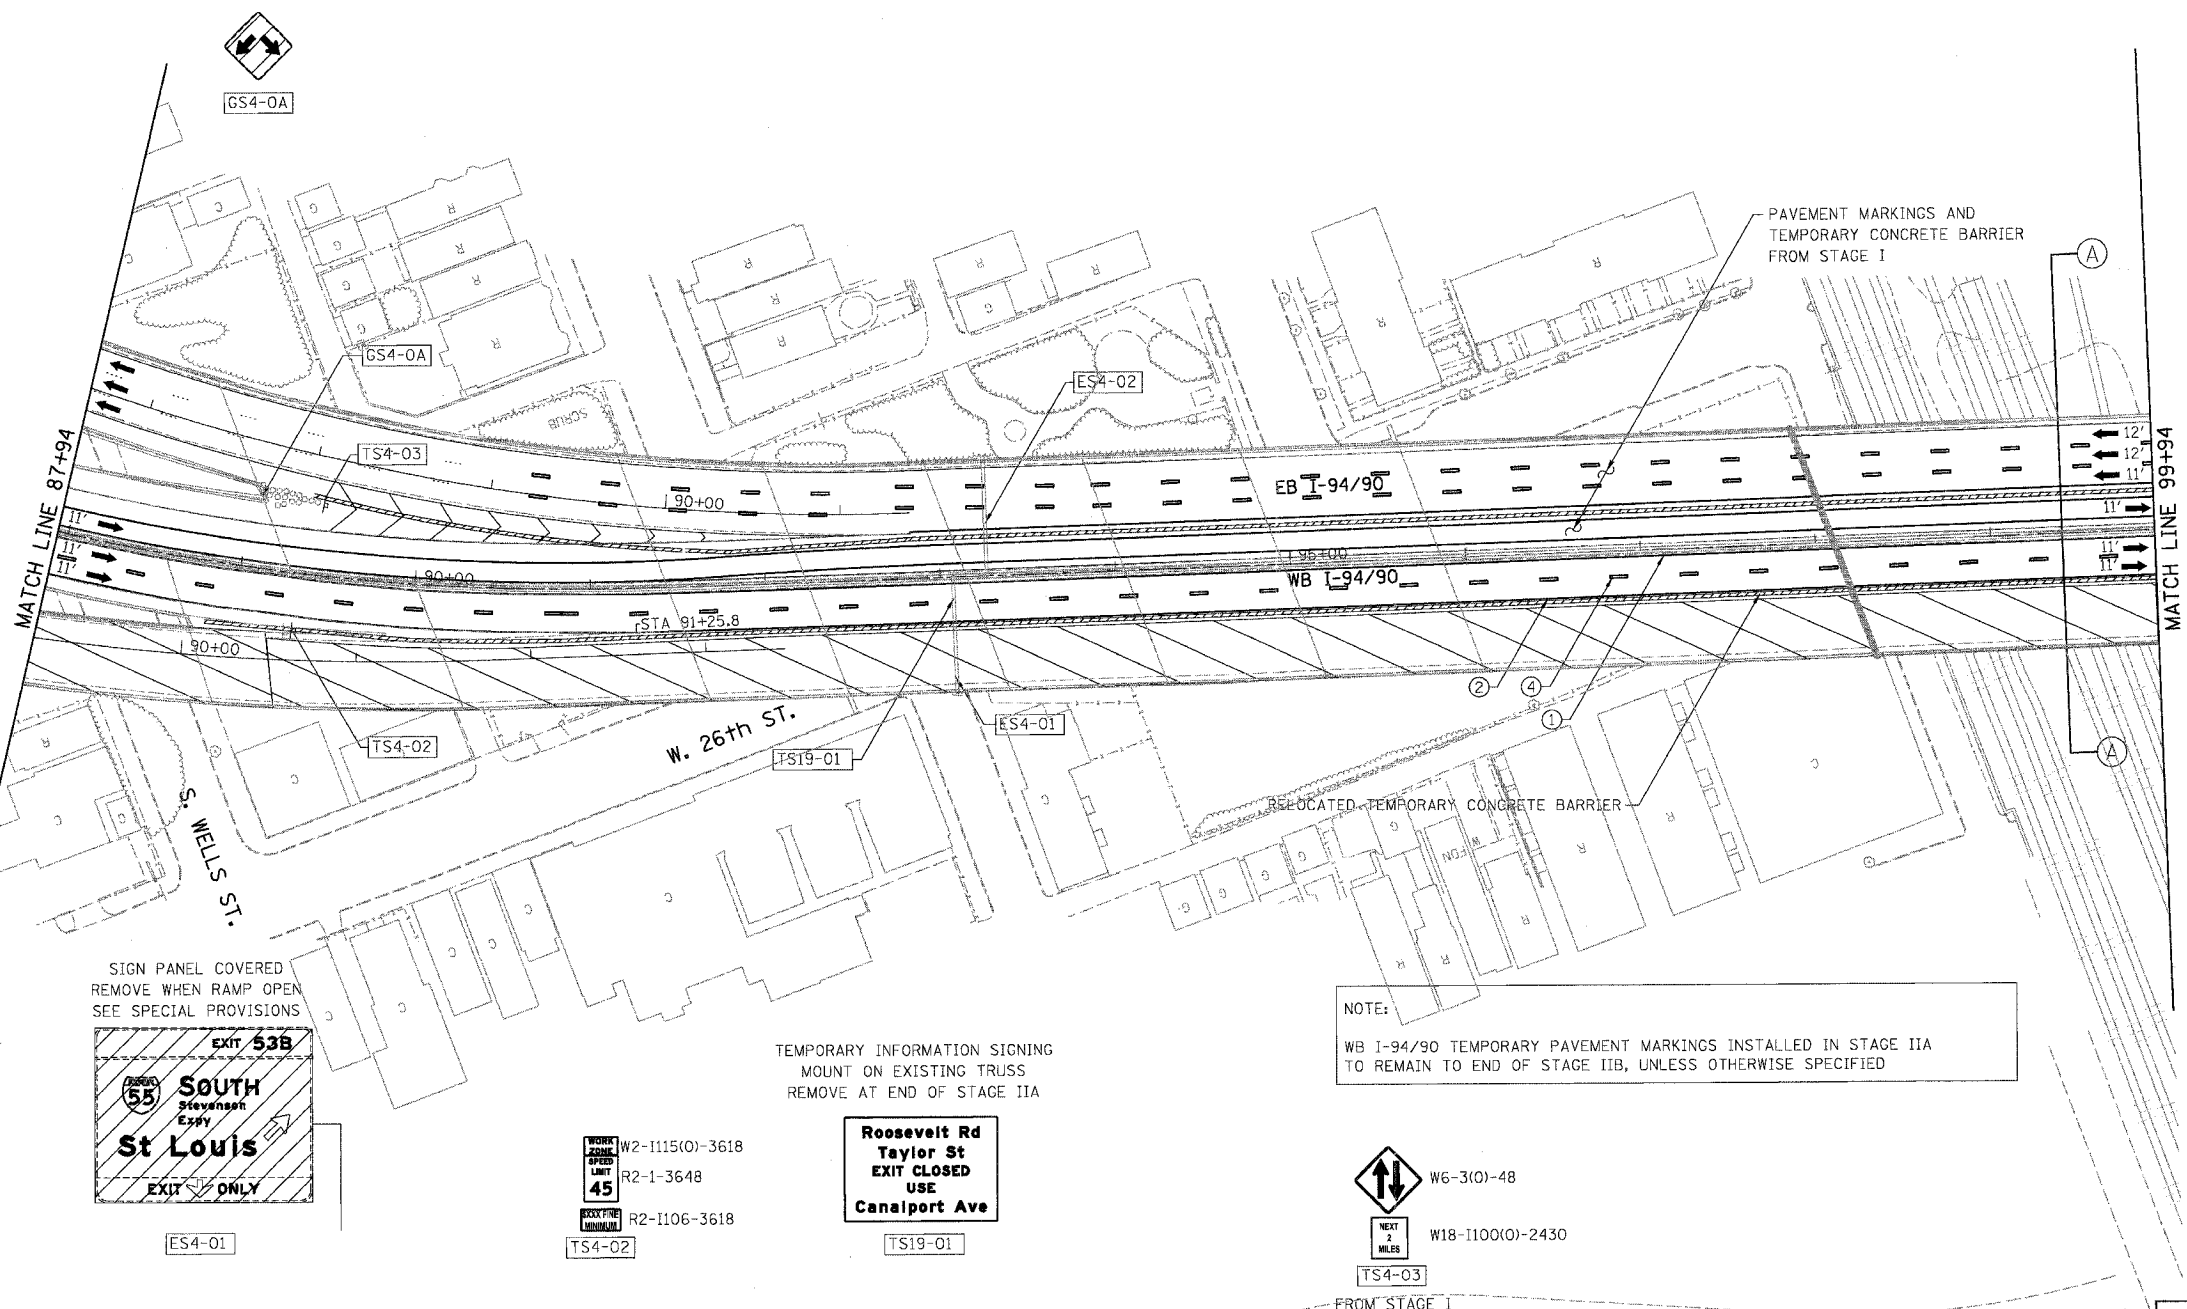 GS4-0A
PAVEMENT MARKINGS AND
TEMPORARY CONCRETE BARRIER
FROM STAGE I
A
GS4-0A
ES4-02
SCRUB
TS4-03
12'
12'
11'
11'
11'
11'
EB I-94/90
90+00
MATCH LINE 87+94
MATCH LINE 99+94
11'
11'
11'
90+00
95+00
WB I-94/90
STA 91+25.8
90+00
2
4
1
ES4-01
TS4-02
W. 26th ST.
TS19-01
A
S. WELLS ST.
RELOCATED TEMPORARY CONCRETE BARRIER
SIGN PANEL COVERED
REMOVE WHEN RAMP OPEN
SEE SPECIAL PROVISIONS
EXIT 53B
55
SOUTH
Stevenson
Expy
St Louis
EXIT ONLY
ES4-01
WORK
ZONE
SPEED
LIMIT
45
$XXX FINE
MINIMUM
W2-I115(O)-3618
R2-1-3648
R2-I106-3618
TS4-02
TEMPORARY INFORMATION SIGNING
MOUNT ON EXISTING TRUSS
REMOVE AT END OF STAGE IIA
Roosevelt Rd
Taylor St
EXIT CLOSED
USE
Canalport Ave
TS19-01
NOTE:
WB I-94/90 TEMPORARY PAVEMENT MARKINGS INSTALLED IN STAGE IIA
TO REMAIN TO END OF STAGE IIB, UNLESS OTHERWISE SPECIFIED
W6-3(O)-48
NEXT
2
MILES
W18-I100(O)-2430
TS4-03
FROM STAGE I